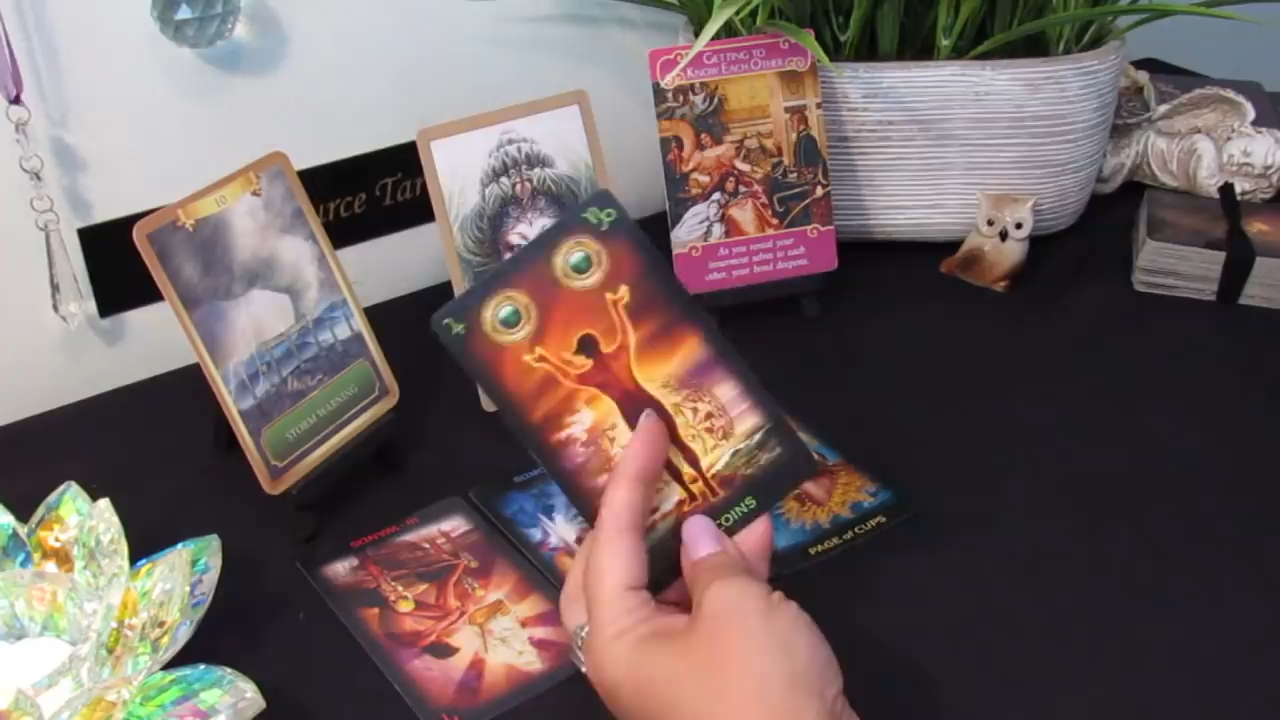 GETTING TO
KNOW EACH OTHER
As you reveal your
innermost selves to each
other, your bond deepens.
10
STORM WARNING
urce Tar
COINS
III · WANDS
PAGE of CUPS